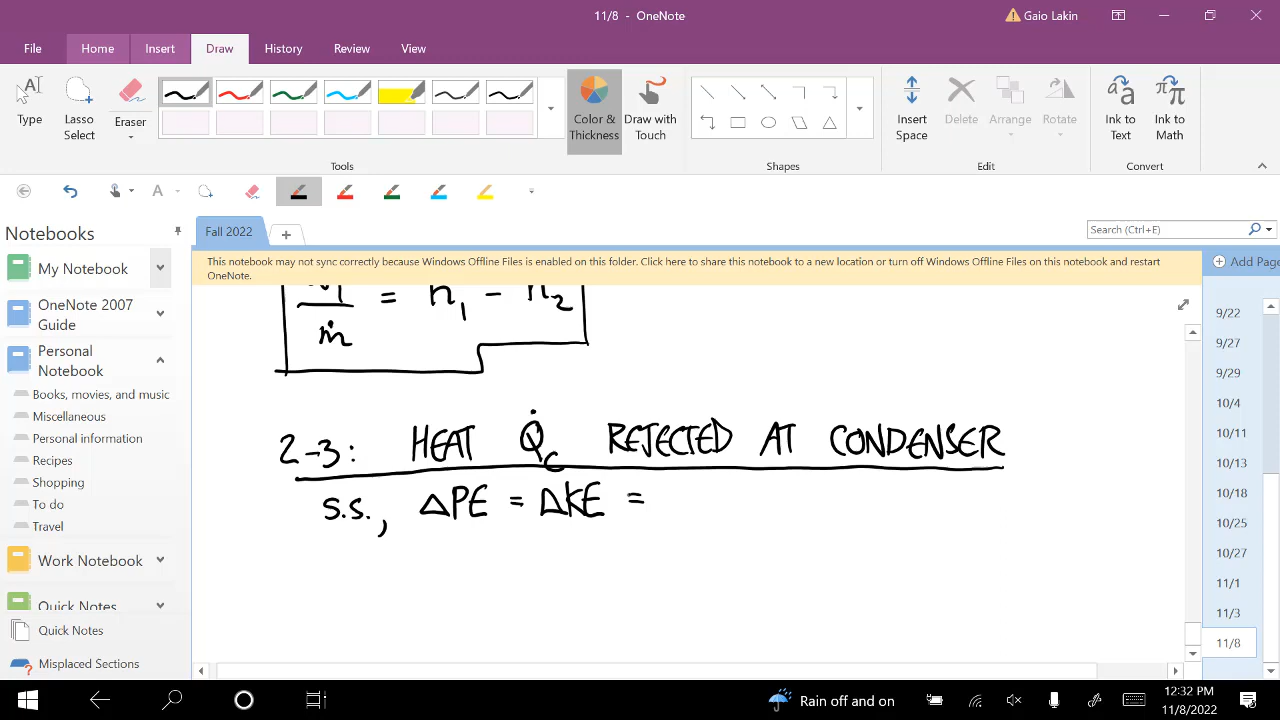 11/8 - OneNote
Gaio Lakin
File Home Insert Draw History Review View
Type
Lasso Select
Eraser
Color & Thickness
Draw with Touch
Insert Space
Delete
Arrange
Rotate
Ink to Text
Ink to Math
Tools
Shapes
Edit
Convert
Notebooks
Fall 2022
Search (Ctrl+E)
This notebook may not sync correctly because Windows Offline Files is enabled on this folder. Click here to share this notebook to a new location or turn off Windows Offline Files on this notebook and restart
OneNote.
Add Page
My Notebook
OneNote 2007
Guide
Personal
Notebook
Books, movies, and music
Miscellaneous
Personal information
Recipes
Shopping
To do
Travel
Work Notebook
Quick Notes
Quick Notes
Misplaced Sections
= h₁ - h₂
ṁ
2→3: HEAT Q̇c REJECTED AT CONDENSER
s.s., ΔPE = ΔKE =
9/22
9/27
9/29
10/4
10/11
10/13
10/18
10/25
10/27
11/1
11/3
11/8
Rain off and on
12:32 PM
11/8/2022